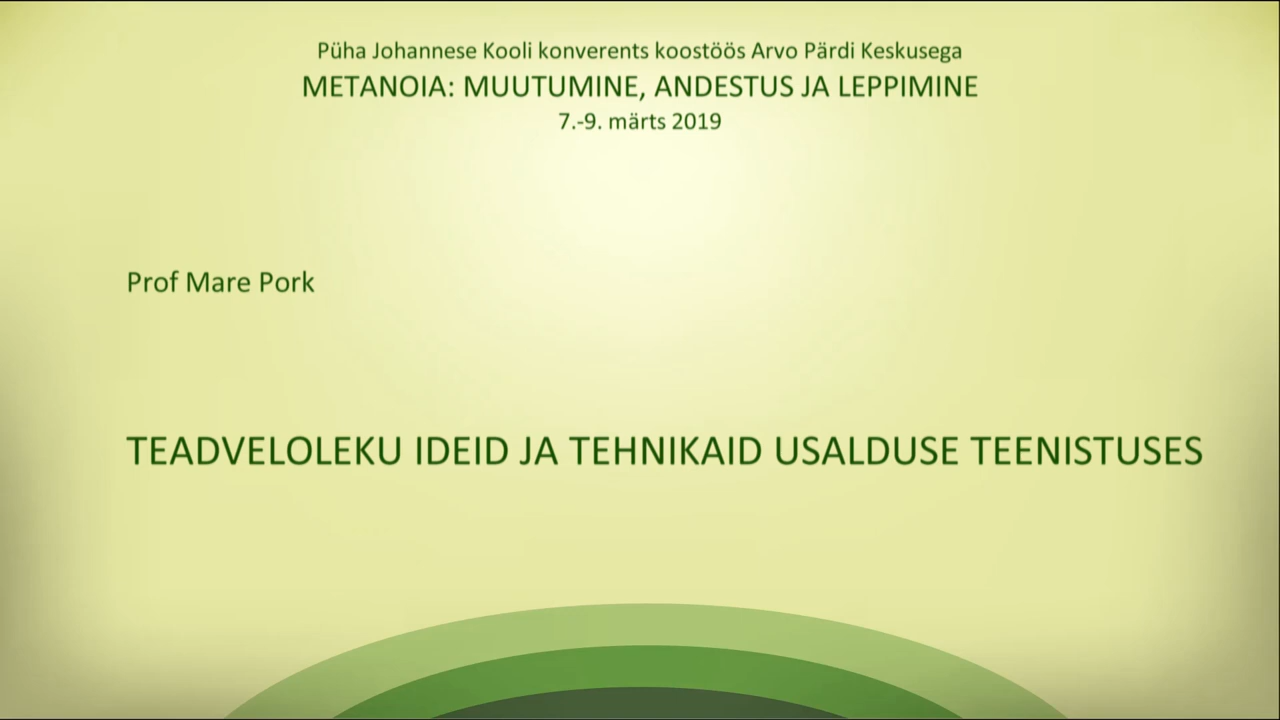 Püha Johannese Kooli konverents koostöös Arvo Pärdi Keskusega
METANOIA: MUUTUMINE, ANDESTUS JA LEPPIMINE
7.-9. märts 2019
Prof Mare Pork
TEADVELOLEKU IDEID JA TEHNIKAID USALDUSE TEENISTUSES